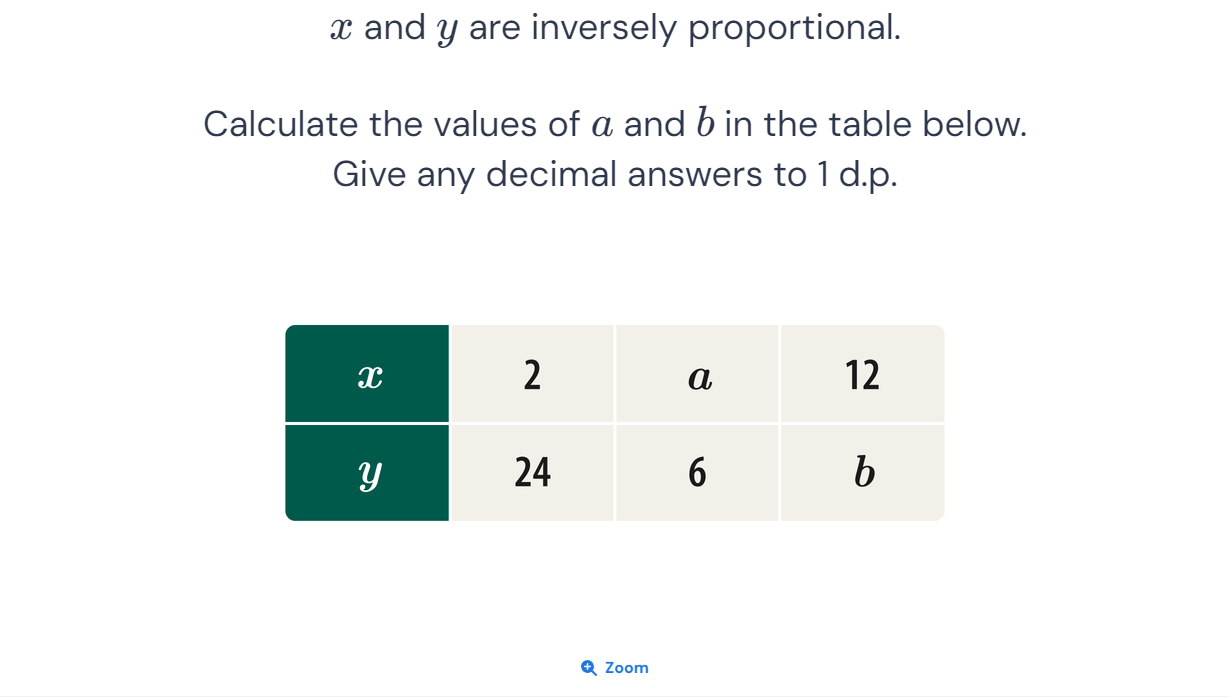 x and y are inversely proportional.
Calculate the values of a and b in the table below.
Give any decimal answers to 1 d.p.
x 2 a 12
y 24 6 b
Zoom